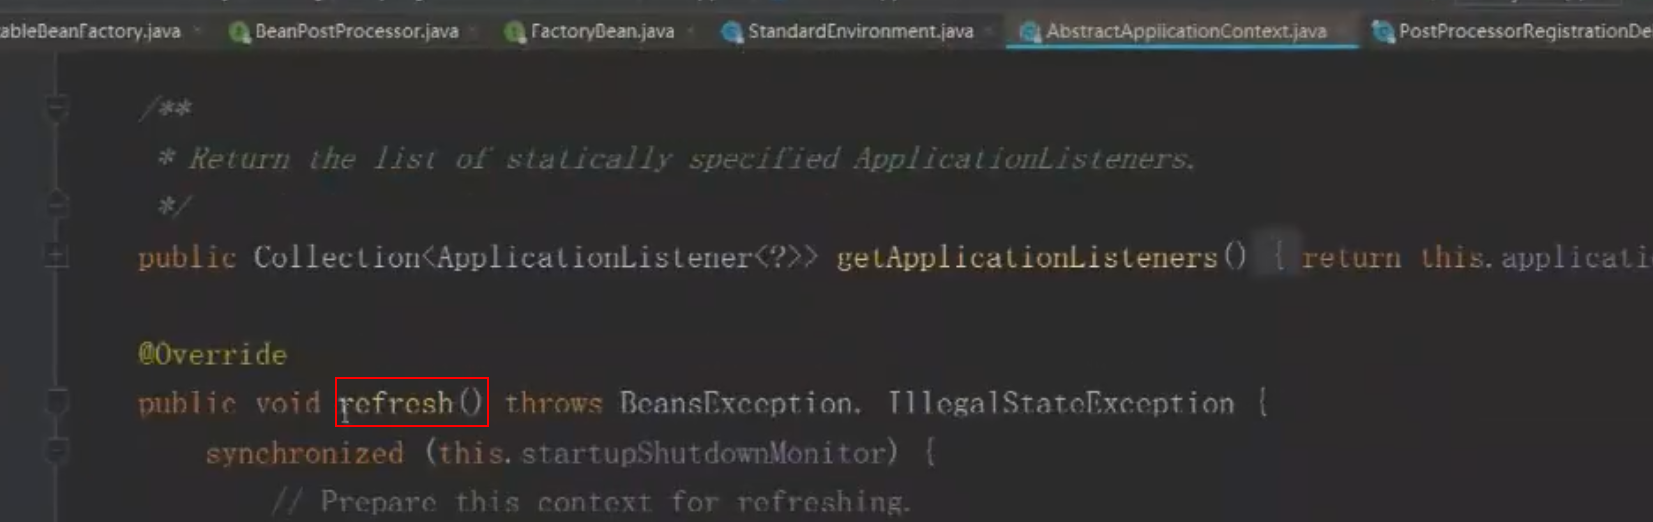 ableBeanFactory.java BeanPostProcessor.java FactoryBean.java StandardEnvironment.java AbstractApplicationContext.java PostProcessorRegistrationDe
/**
* Return the list of statically specified ApplicationListeners.
*/
public Collection<ApplicationListener<?>> getApplicationListeners() { return this.applicati
@Override
public void refresh() throws BeansException, IllegalStateException {
synchronized (this.startupShutdownMonitor) {
// Prepare this context for refreshing.